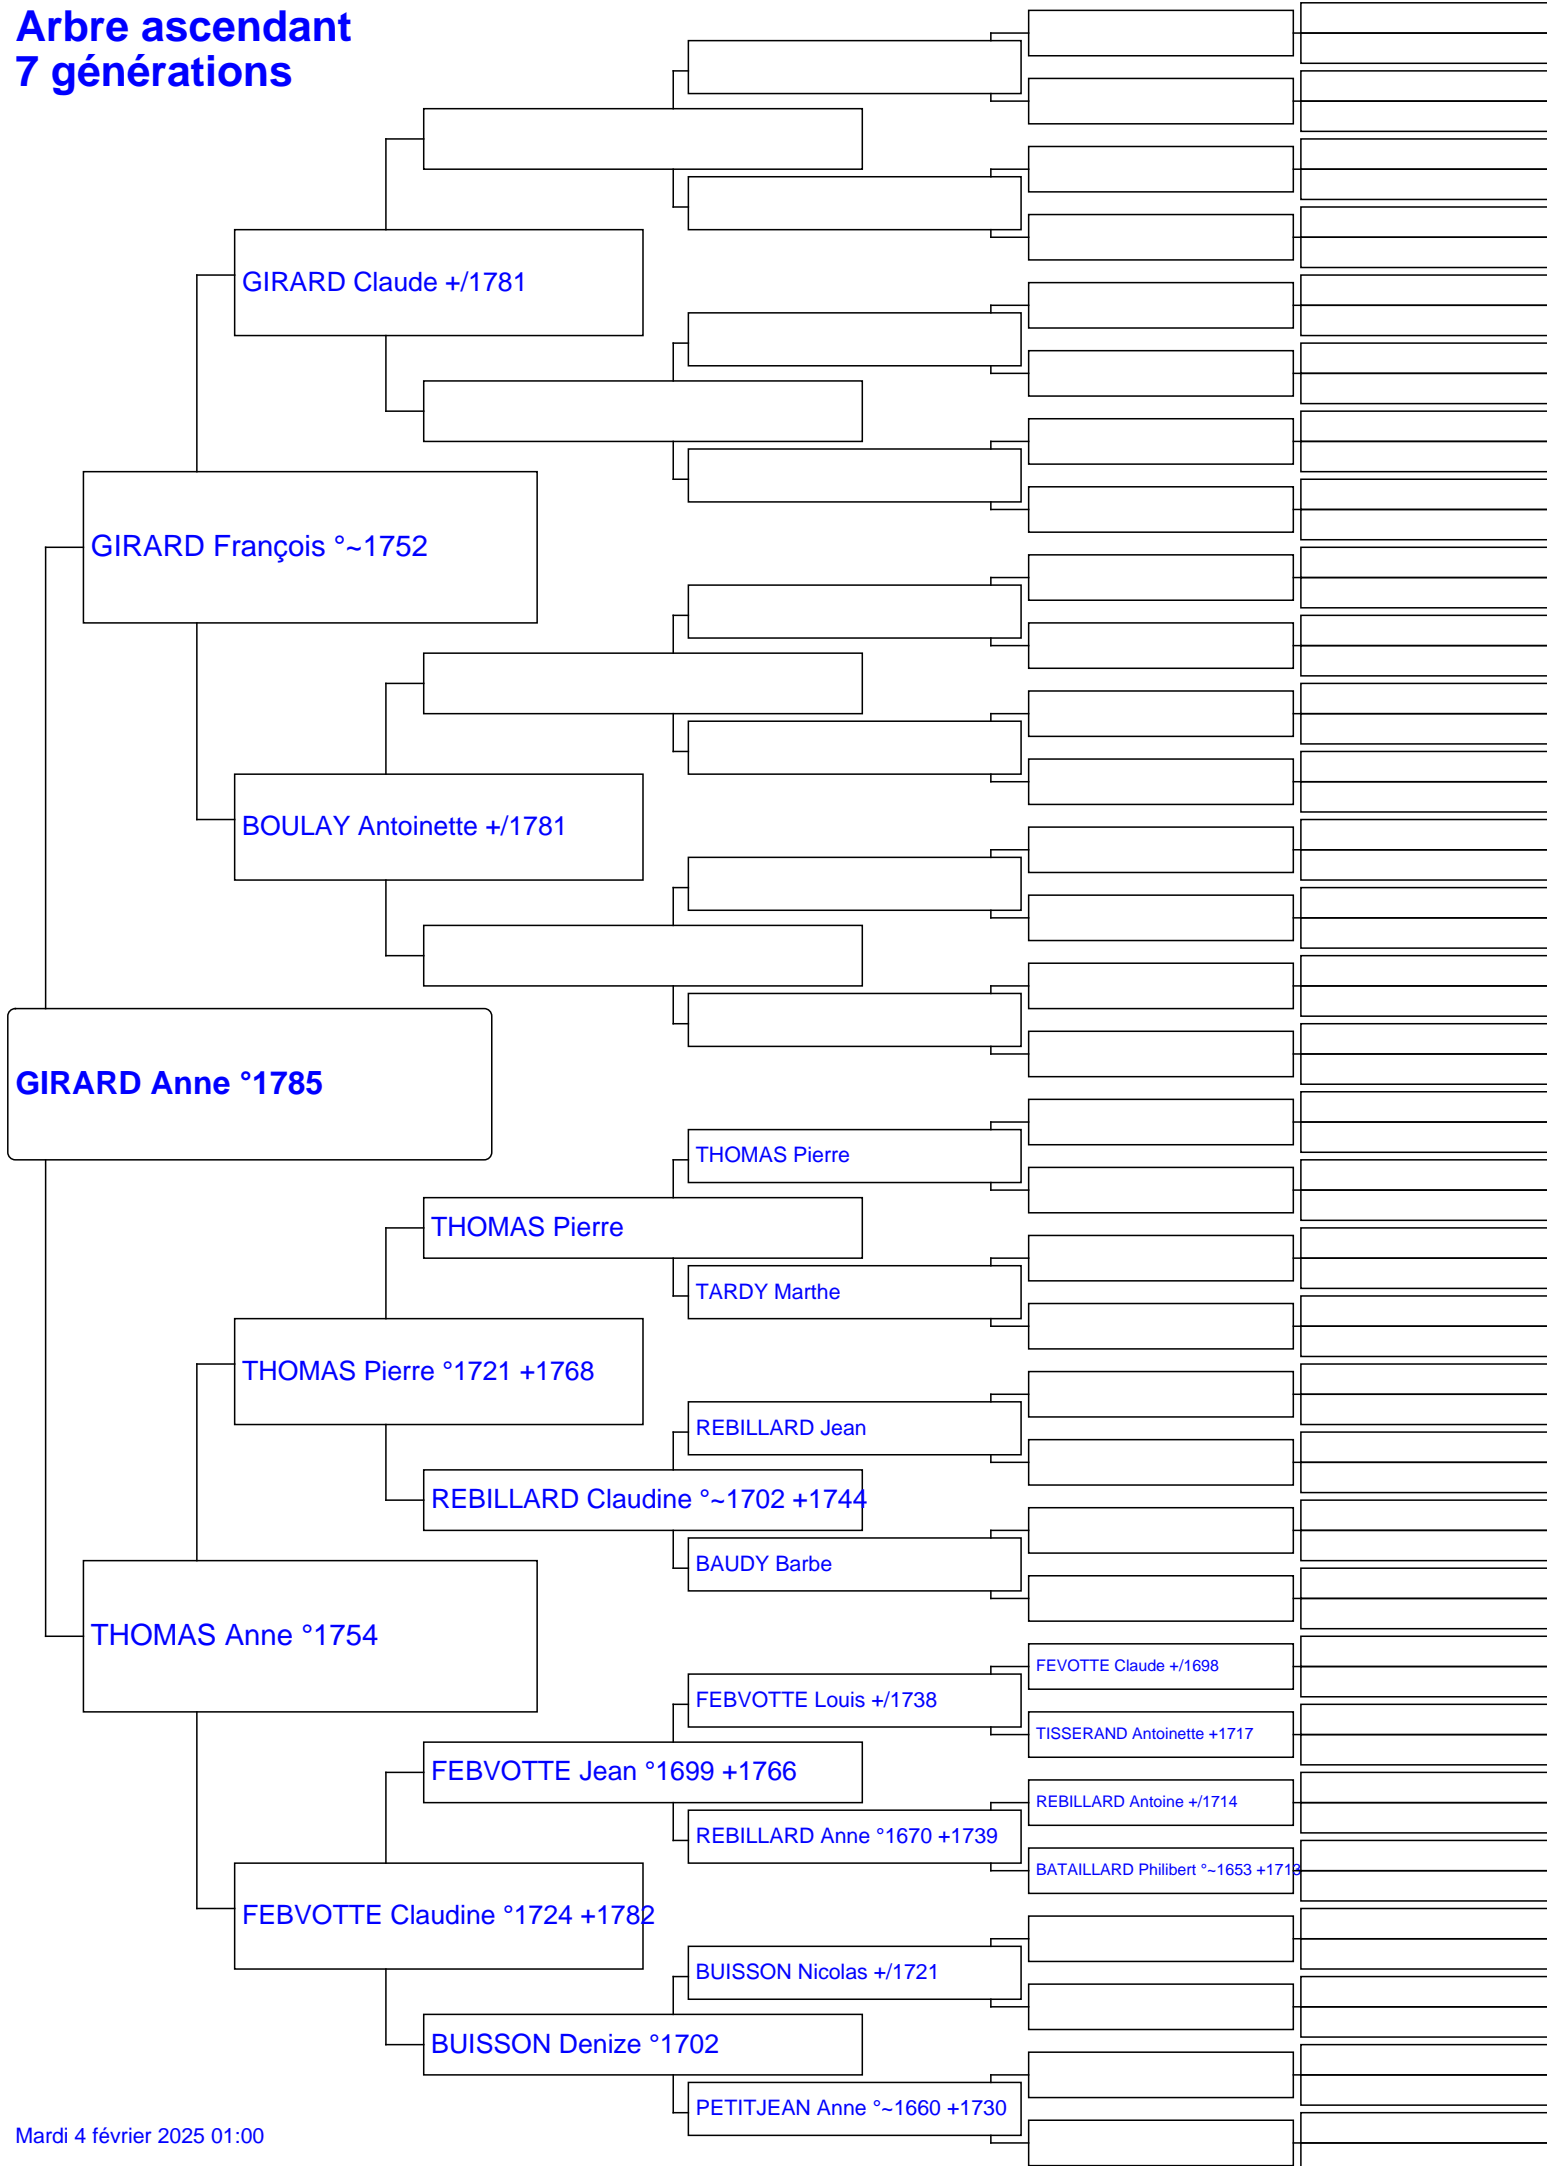 Arbre ascendant
7 générations
GIRARD Claude +/1781
GIRARD François °~1752
BOULAY Antoinette +/1781
GIRARD Anne °1785
THOMAS Pierre
THOMAS Pierre
TARDY Marthe
THOMAS Pierre °1721 +1768
REBILLARD Jean
REBILLARD Claudine °~1702 +1744
BAUDY Barbe
THOMAS Anne °1754
FEVOTTE Claude +/1698
FEBVOTTE Louis +/1738
TISSERAND Antoinette +1717
FEBVOTTE Jean °1699 +1766
REBILLARD Antoine +/1714
REBILLARD Anne °1670 +1739
BATAILLARD Philibert °~1653 +1713
FEBVOTTE Claudine °1724 +1782
BUISSON Nicolas +/1721
BUISSON Denize °1702
PETITJEAN Anne °~1660 +1730
Mardi 4 février 2025 01:00